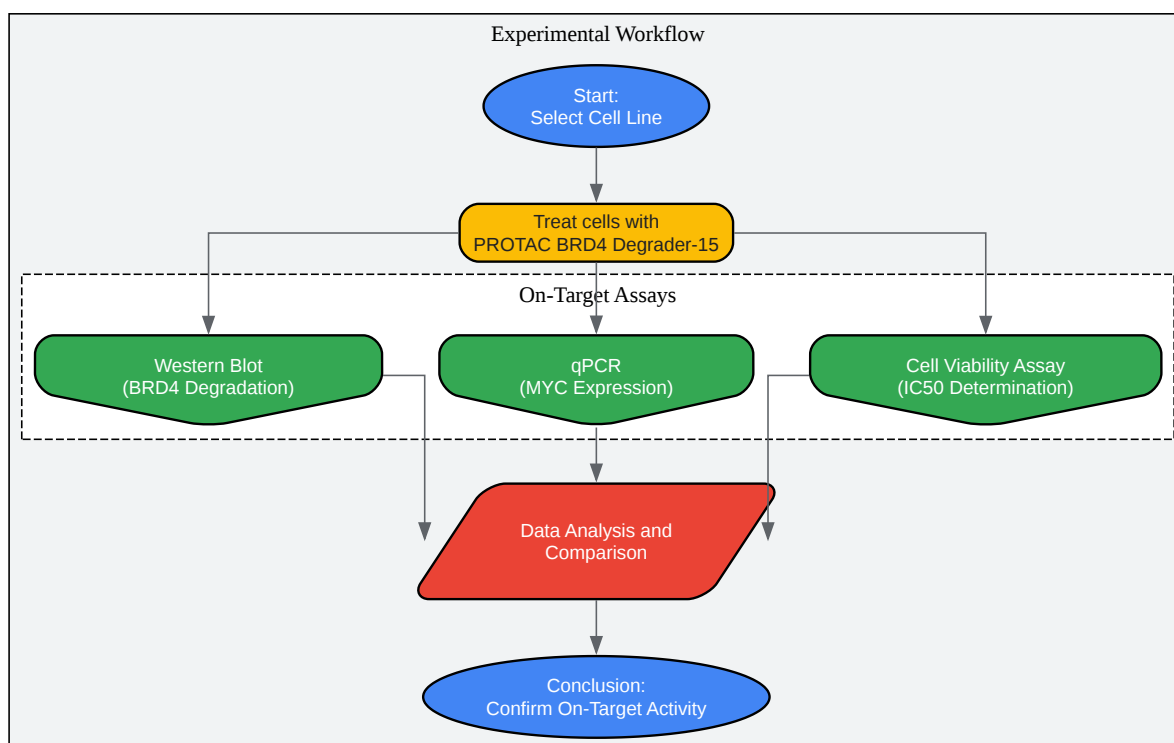 Experimental Workflow
Start:
Select Cell Line
Treat cells with
PROTAC BRD4 Degrader-15
On-Target Assays
Western Blot
(BRD4 Degradation)
qPCR
(MYC Expression)
Cell Viability Assay
(IC50 Determination)
Data Analysis and
Comparison
Conclusion:
Confirm On-Target Activity